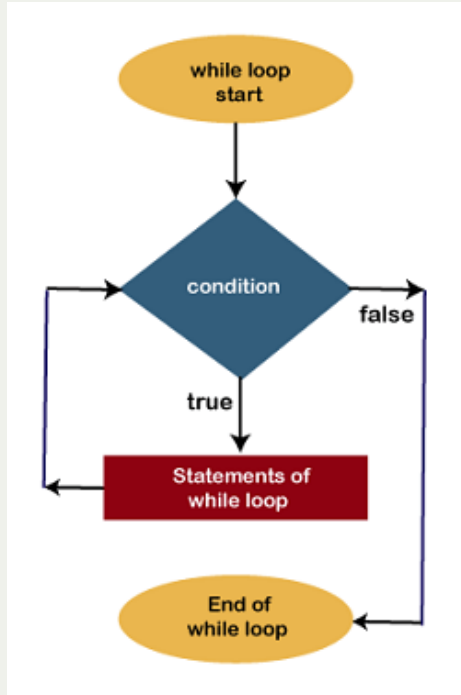 while loop
start
condition
false
true
Statements of
while loop
End of
while loop